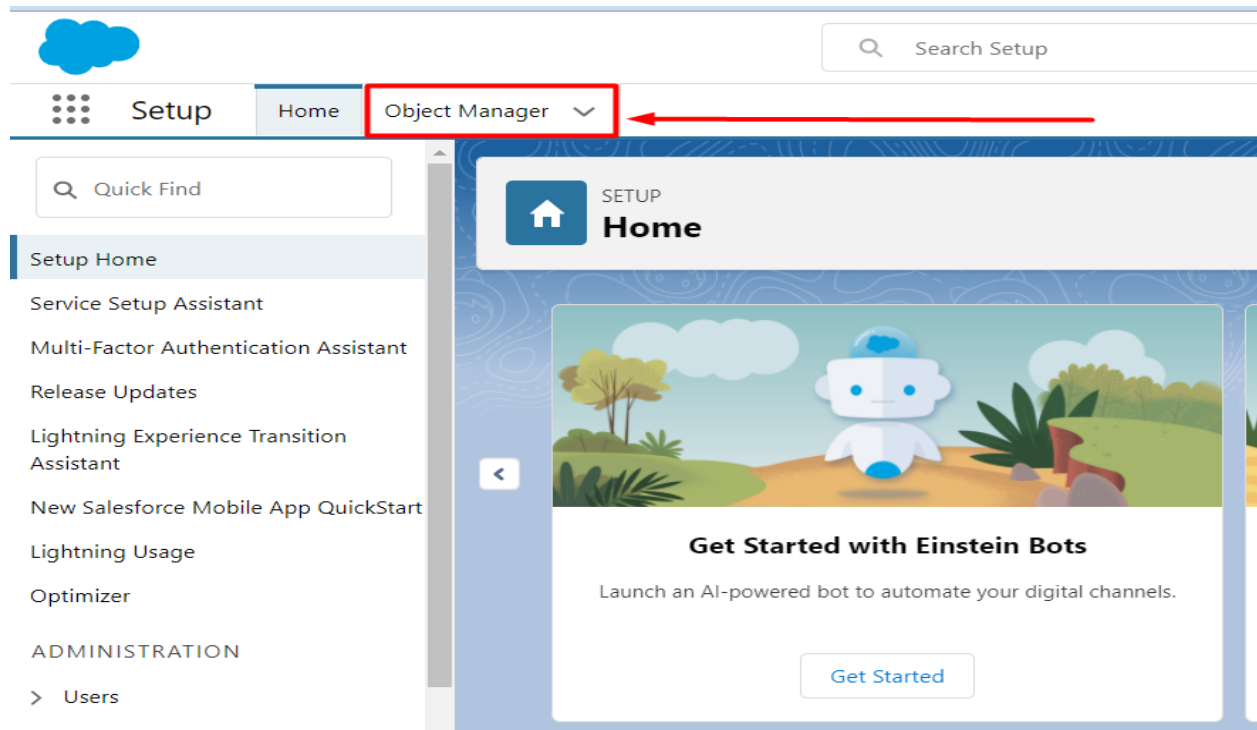 Search Setup
Setup
Home
Object Manager
Quick Find
Setup Home
Service Setup Assistant
Multi-Factor Authentication Assistant
Release Updates
Lightning Experience Transition
Assistant
New Salesforce Mobile App QuickStart
Lightning Usage
Optimizer
ADMINISTRATION
Users
SETUP
Home
Get Started with Einstein Bots
Launch an AI-powered bot to automate your digital channels.
Get Started